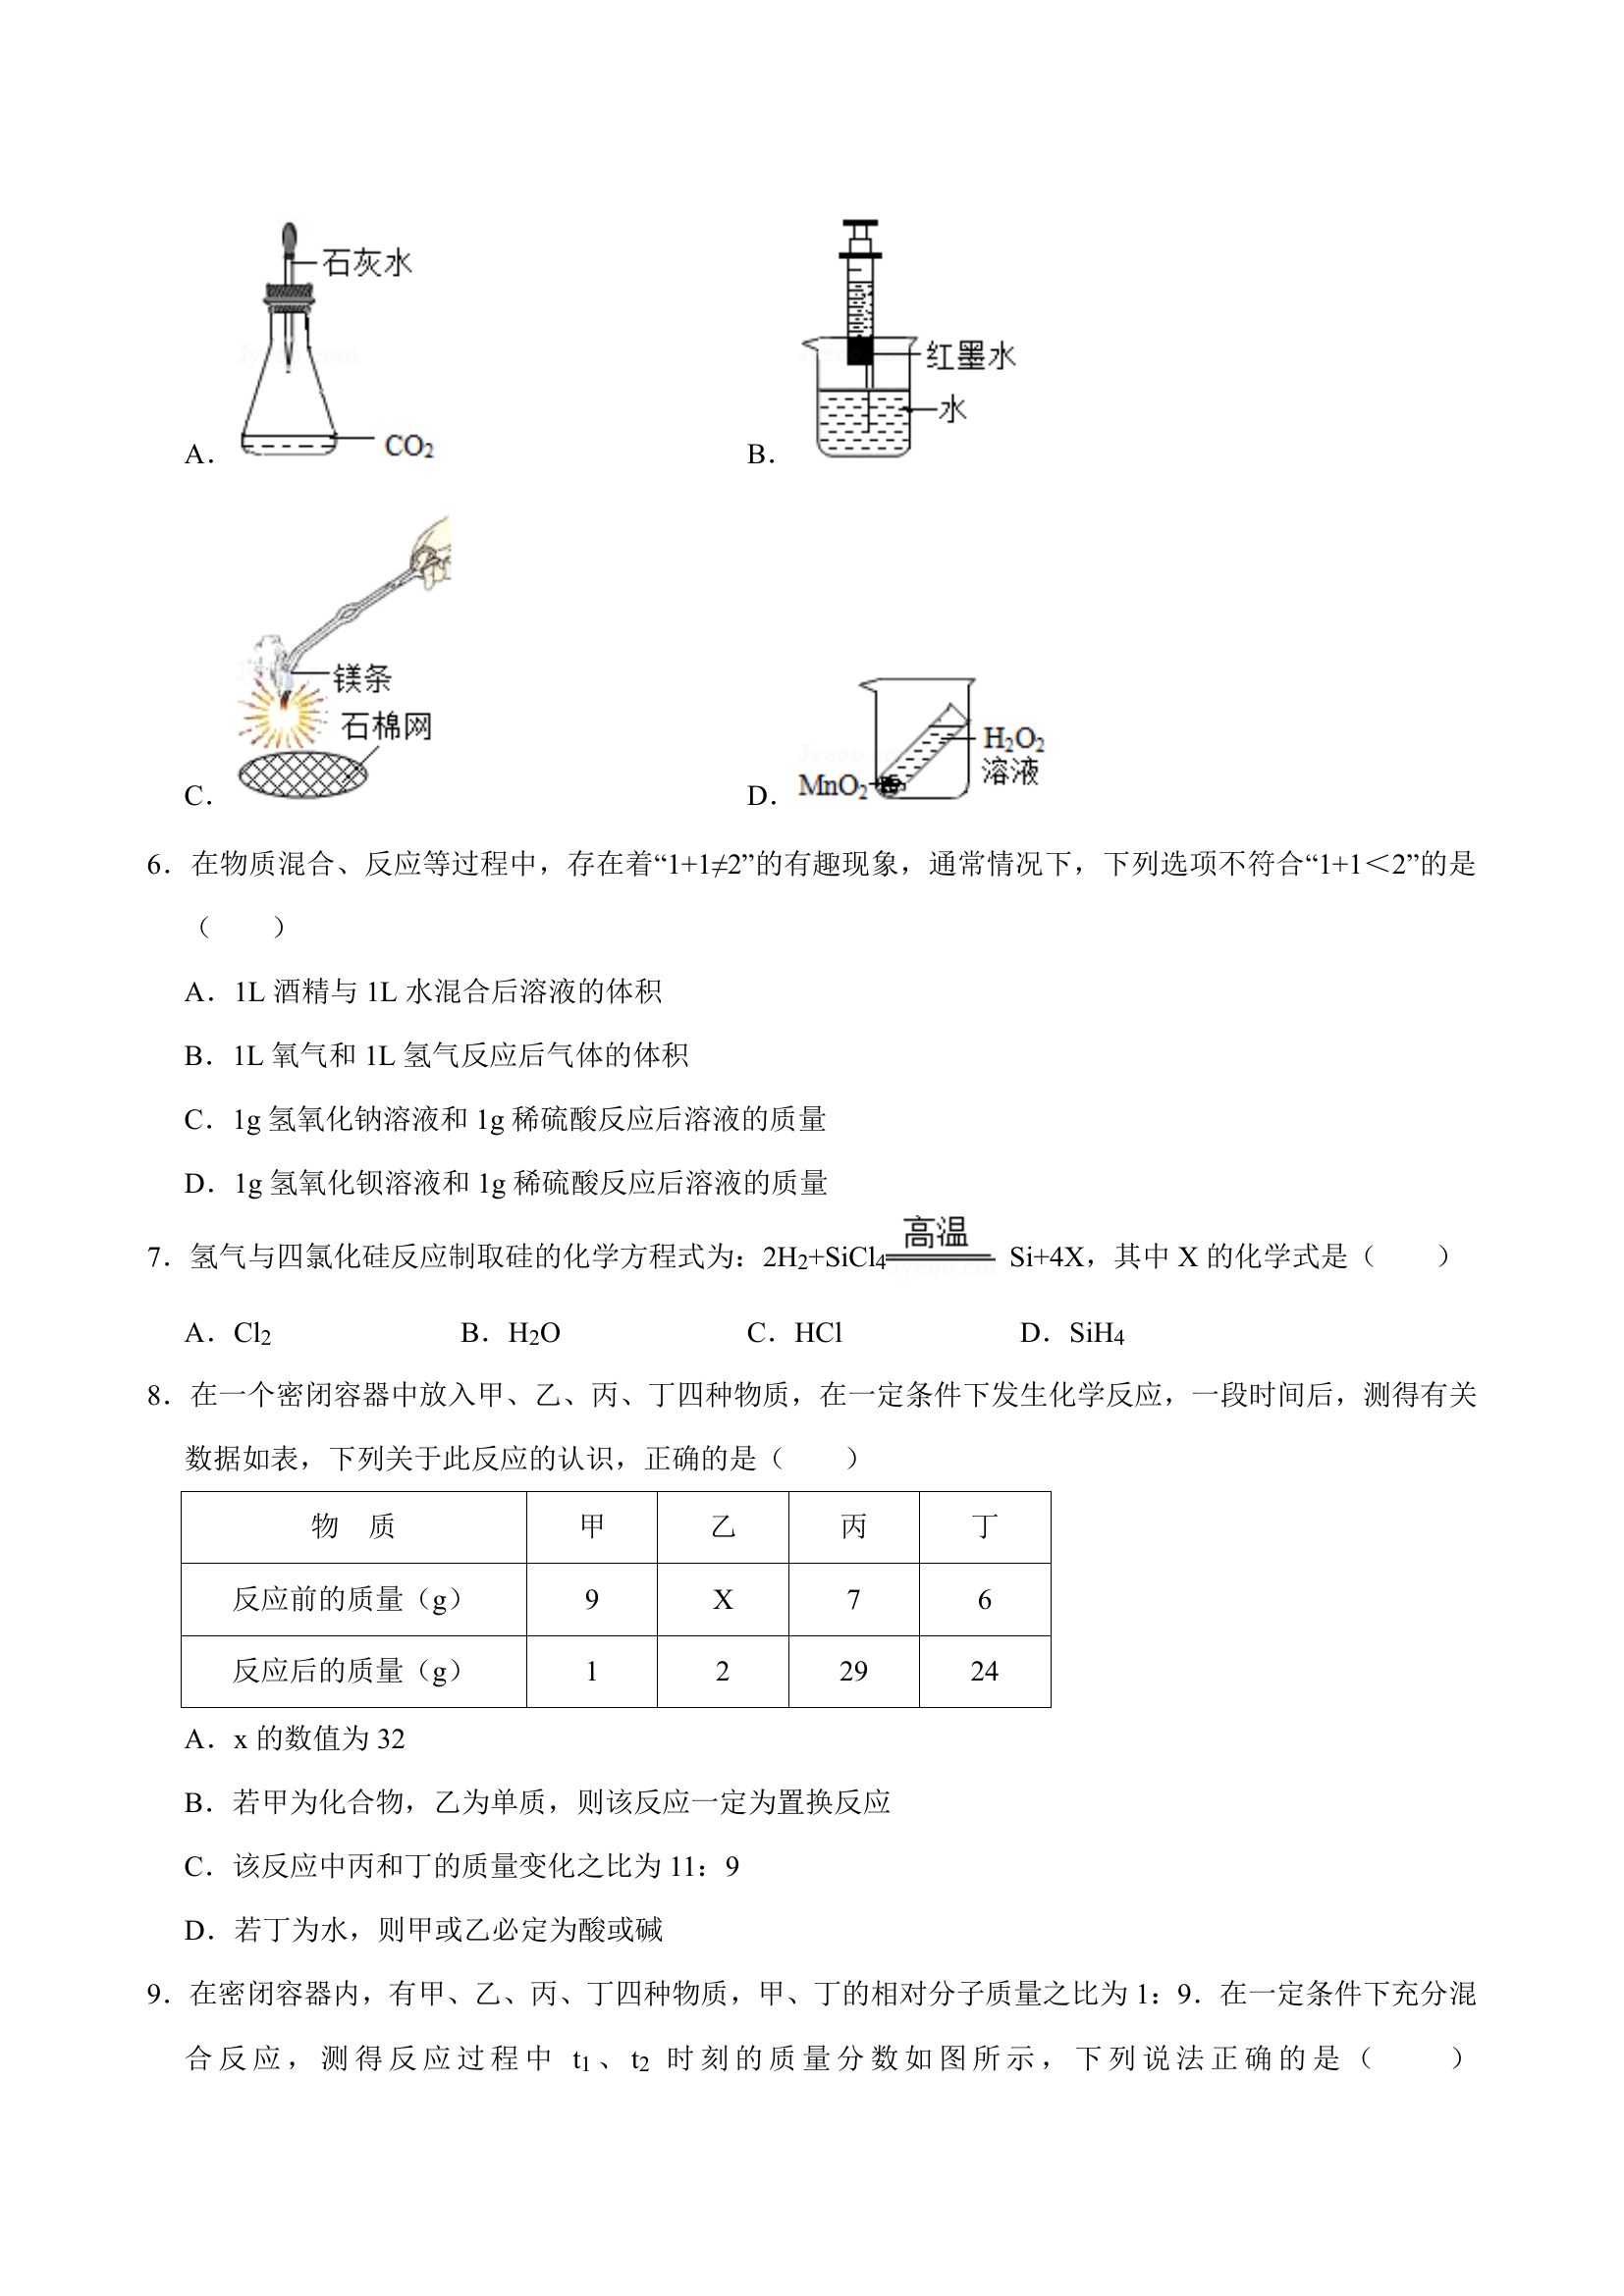 石灰水
CO2
A．
红墨水
水
B．
镁条
石棉网
C．
H2O2
溶液
MnO2
D．
6．在物质混合、反应等过程中，存在着“1+1≠2”的有趣现象，通常情况下，下列选项不符合“1+1＜2”的是
（　　）
A．1L 酒精与 1L 水混合后溶液的体积
B．1L 氧气和 1L 氢气反应后气体的体积
C．1g 氢氧化钠溶液和 1g 稀硫酸反应后溶液的质量
D．1g 氢氧化钡溶液和 1g 稀硫酸反应后溶液的质量
7．氢气与四氯化硅反应制取硅的化学方程式为：2H2+SiCl4 高温 Si+4X，其中 X 的化学式是（　　）
A．Cl2 B．H2O C．HCl D．SiH4
8．在一个密闭容器中放入甲、乙、丙、丁四种物质，在一定条件下发生化学反应，一段时间后，测得有关
数据如表，下列关于此反应的认识，正确的是（　　）
物　质 甲 乙 丙 丁
反应前的质量（g） 9 X 7 6
反应后的质量（g） 1 2 29 24
A．x 的数值为 32
B．若甲为化合物，乙为单质，则该反应一定为置换反应
C．该反应中丙和丁的质量变化之比为 11：9
D．若丁为水，则甲或乙必定为酸或碱
9．在密闭容器内，有甲、乙、丙、丁四种物质，甲、丁的相对分子质量之比为 1：9．在一定条件下充分混
合反应，测得反应过程中 t1、t2 时刻的质量分数如图所示，下列说法正确的是（　　）